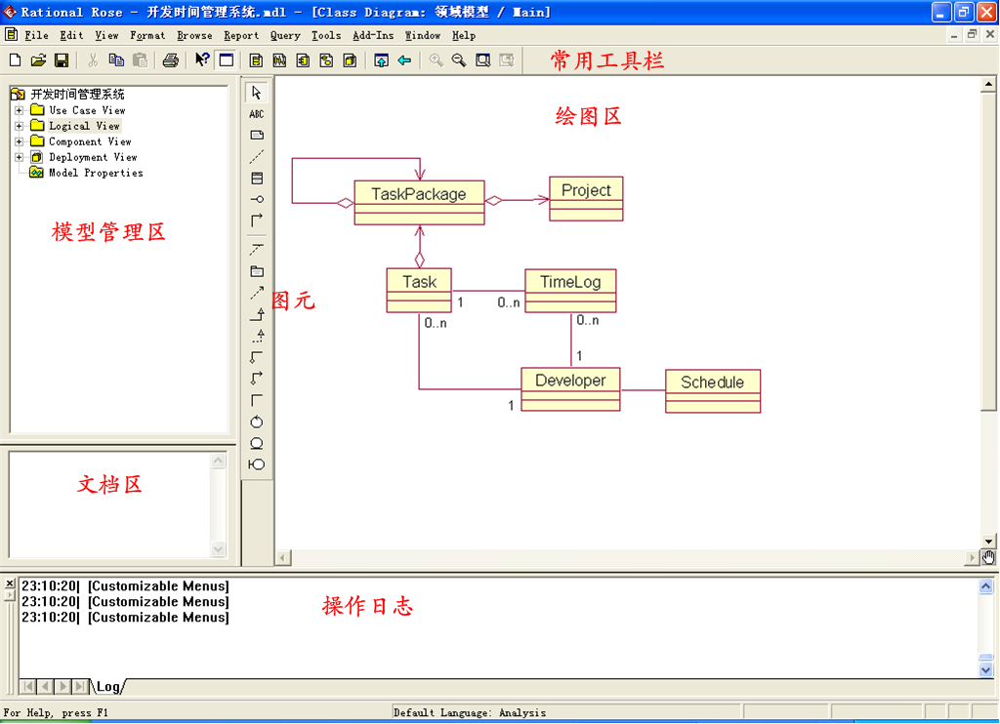 Rational Rose - 开发时间管理系统.mdl - [Class Diagram: 领域模型 / Main]
File Edit View Format Browse Report Query Tools Add-Ins Window Help
常用工具栏
开发时间管理系统
Use Case View
Logical View
Component View
Deployment View
Model Properties
模型管理区
文档区
ABC
图元
绘图区
TaskPackage
Project
Task
TimeLog
1
0..n
0..n
0..n
1
Developer
Schedule
1
23:10:20| [Customizable Menus]
23:10:20| [Customizable Menus]
23:10:20| [Customizable Menus]
操作日志
Log
For Help, press F1
Default Language: Analysis